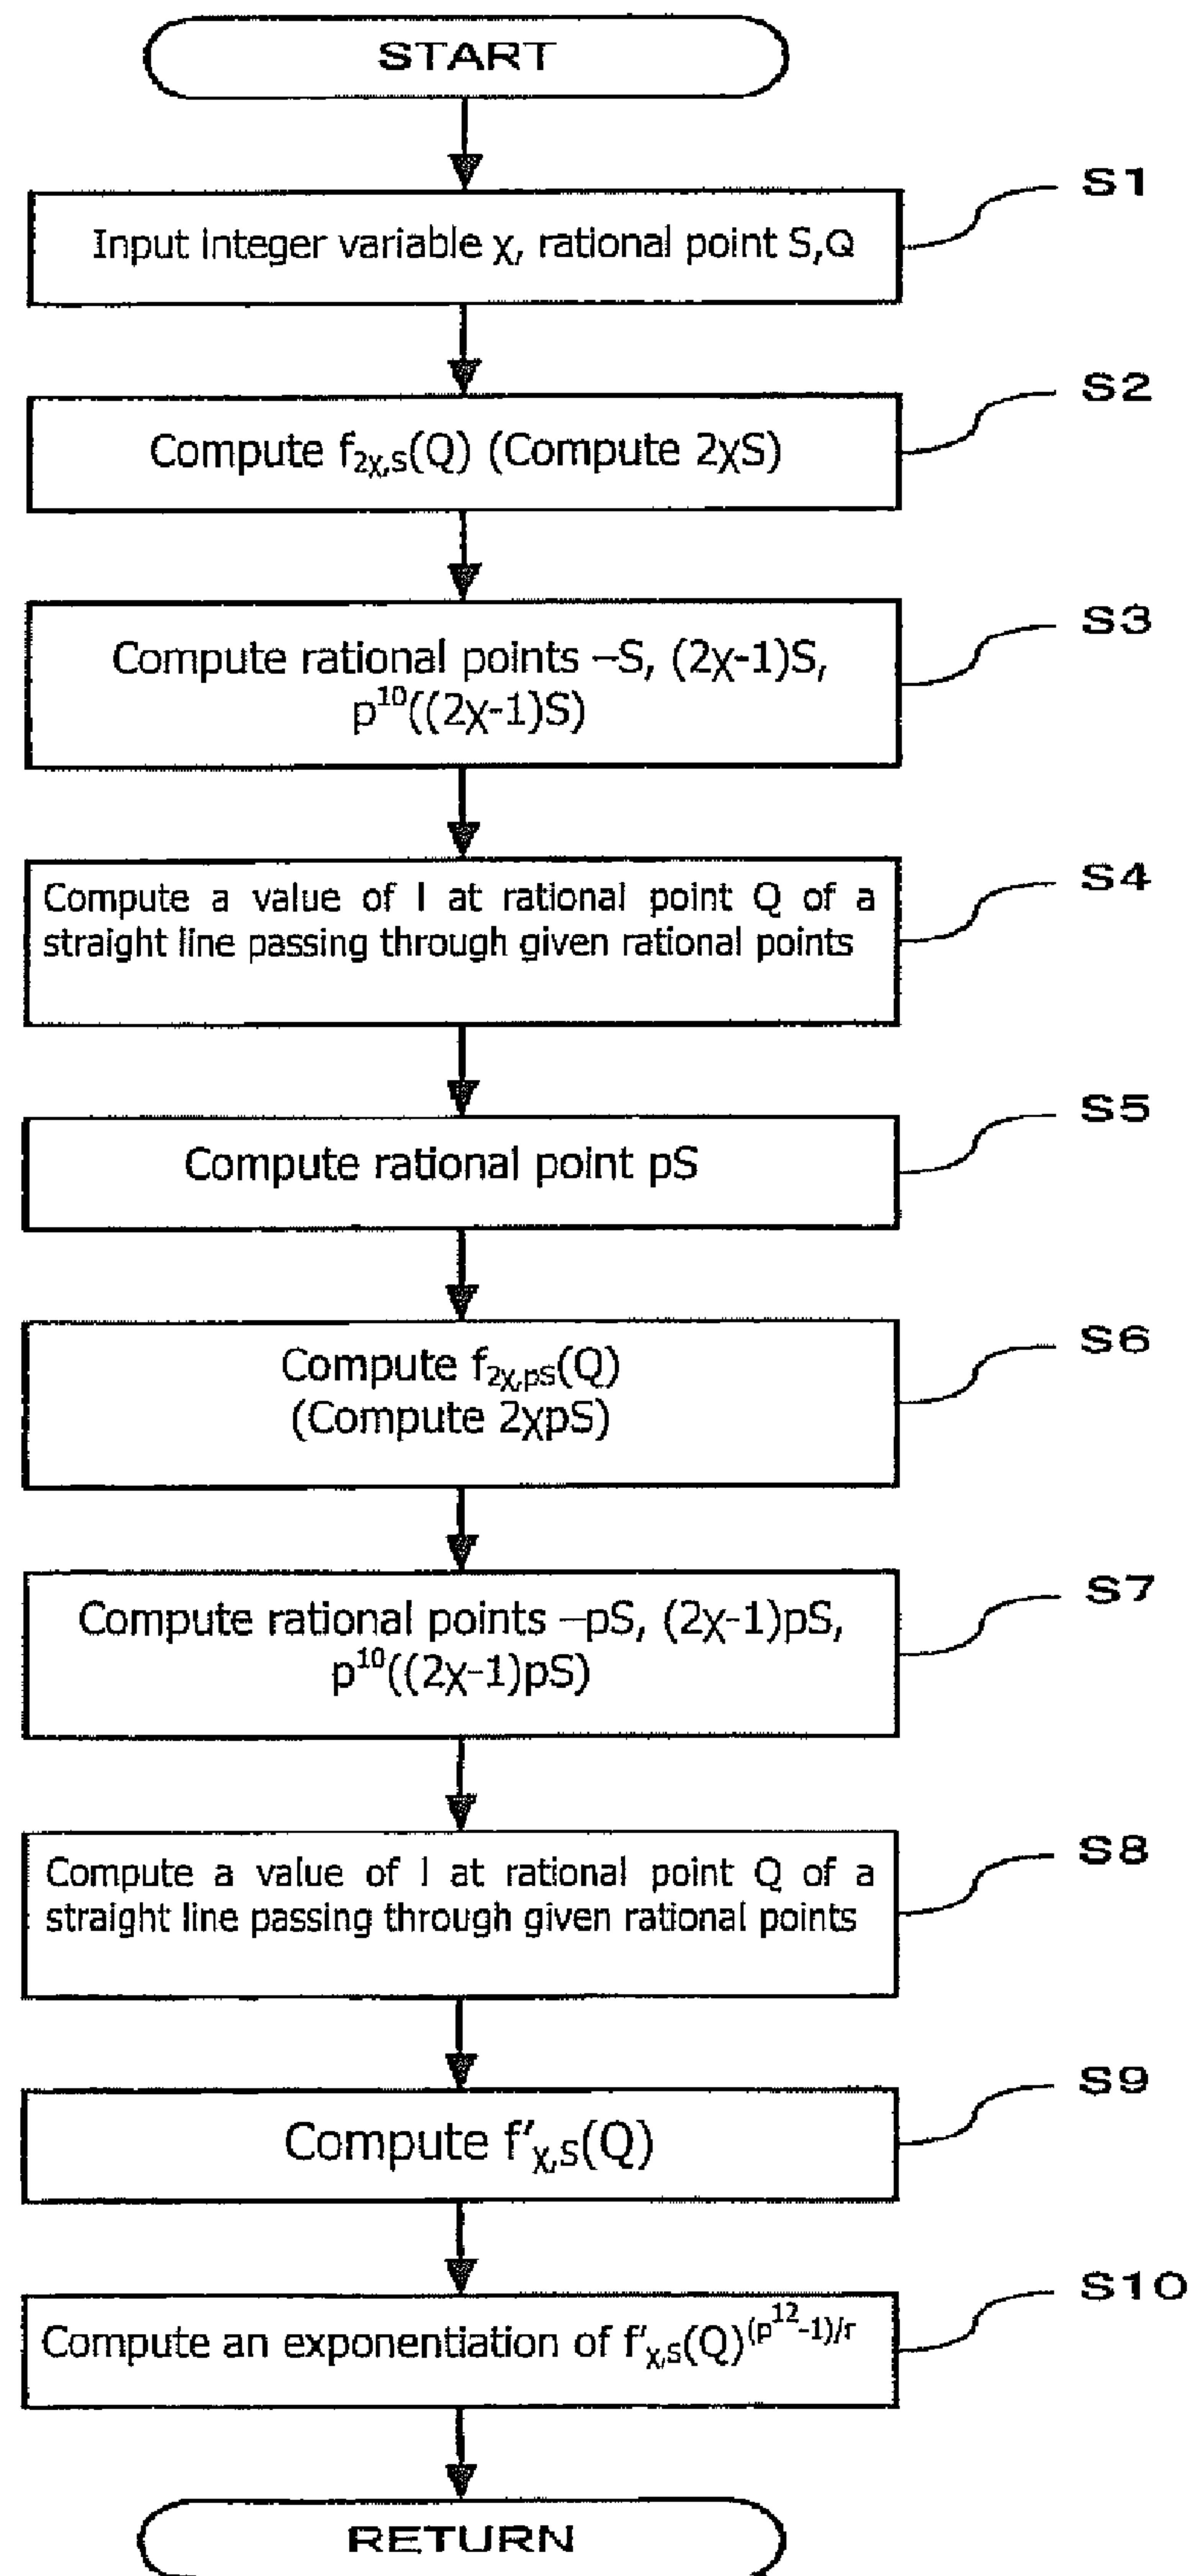 START
Input integer variable χ, rational point S,Q
S1
Compute f₂χ,ₛ(Q) (Compute 2χS)
S2
Compute rational points –S, (2χ-1)S,
p¹⁰((2χ-1)S)
S3
Compute a value of l at rational point Q of a
straight line passing through given rational points
S4
Compute rational point pS
S5
Compute f₂χ,ₚₛ(Q)
(Compute 2χpS)
S6
Compute rational points –pS, (2χ-1)pS,
p¹⁰((2χ-1)pS)
S7
Compute a value of l at rational point Q of a
straight line passing through given rational points
S8
Compute f'χ,S(Q)
S9
Compute an exponentiation of f'χ,S(Q)^(p¹²-1)/r
S10
RETURN